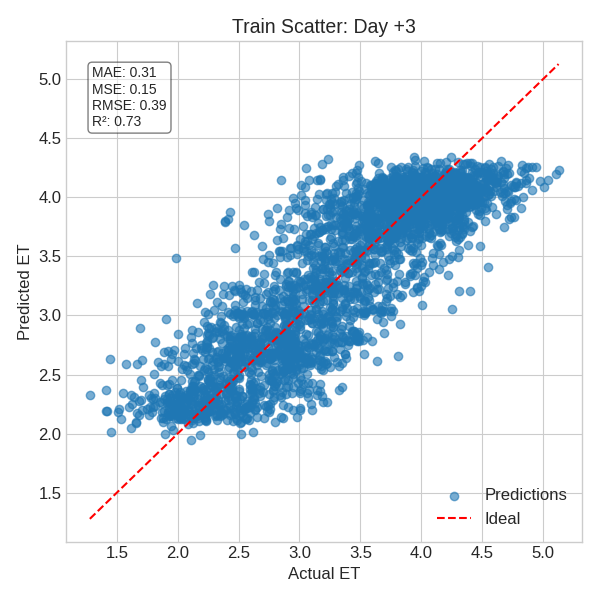 Train Scatter: Day +3
MAE: 0.31
MSE: 0.15
RMSE: 0.39
R²: 0.73
5.0
4.5
4.0
3.5
3.0
2.5
2.0
1.5
Predicted ET
Predictions
Ideal
1.5 2.0 2.5 3.0 3.5 4.0 4.5 5.0
Actual ET